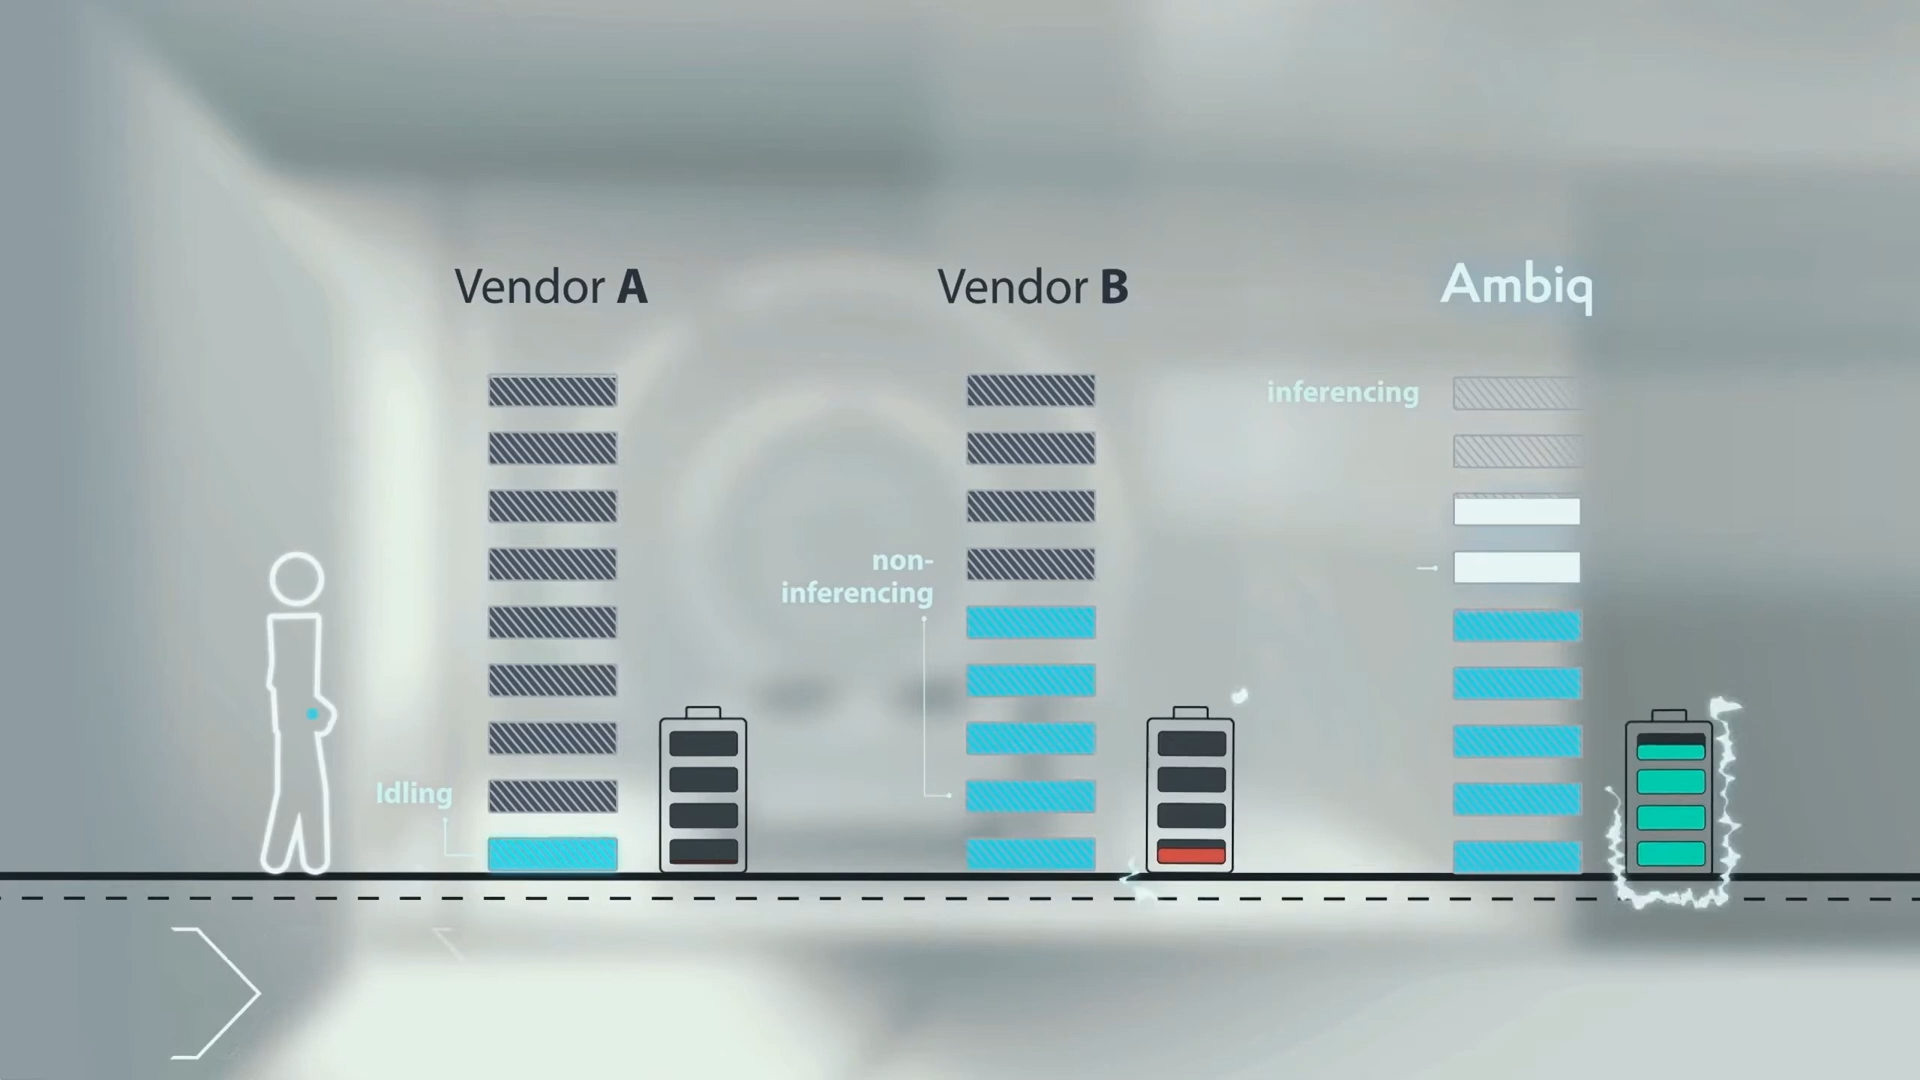 Vendor A
Vendor B
Ambiq
inferencing
non-
inferencing
Idling